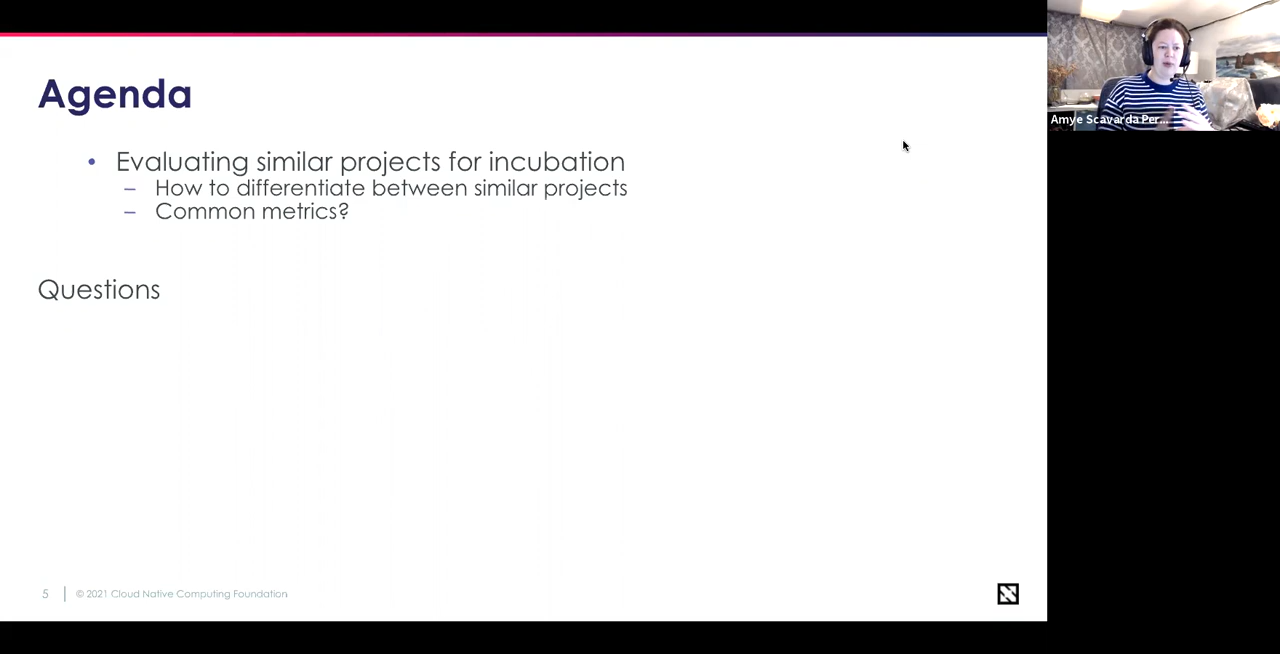 Agenda
• Evaluating similar projects for incubation
– How to differentiate between similar projects
– Common metrics?
Questions
5 | © 2021 Cloud Native Computing Foundation
Amye Scavarda Per...